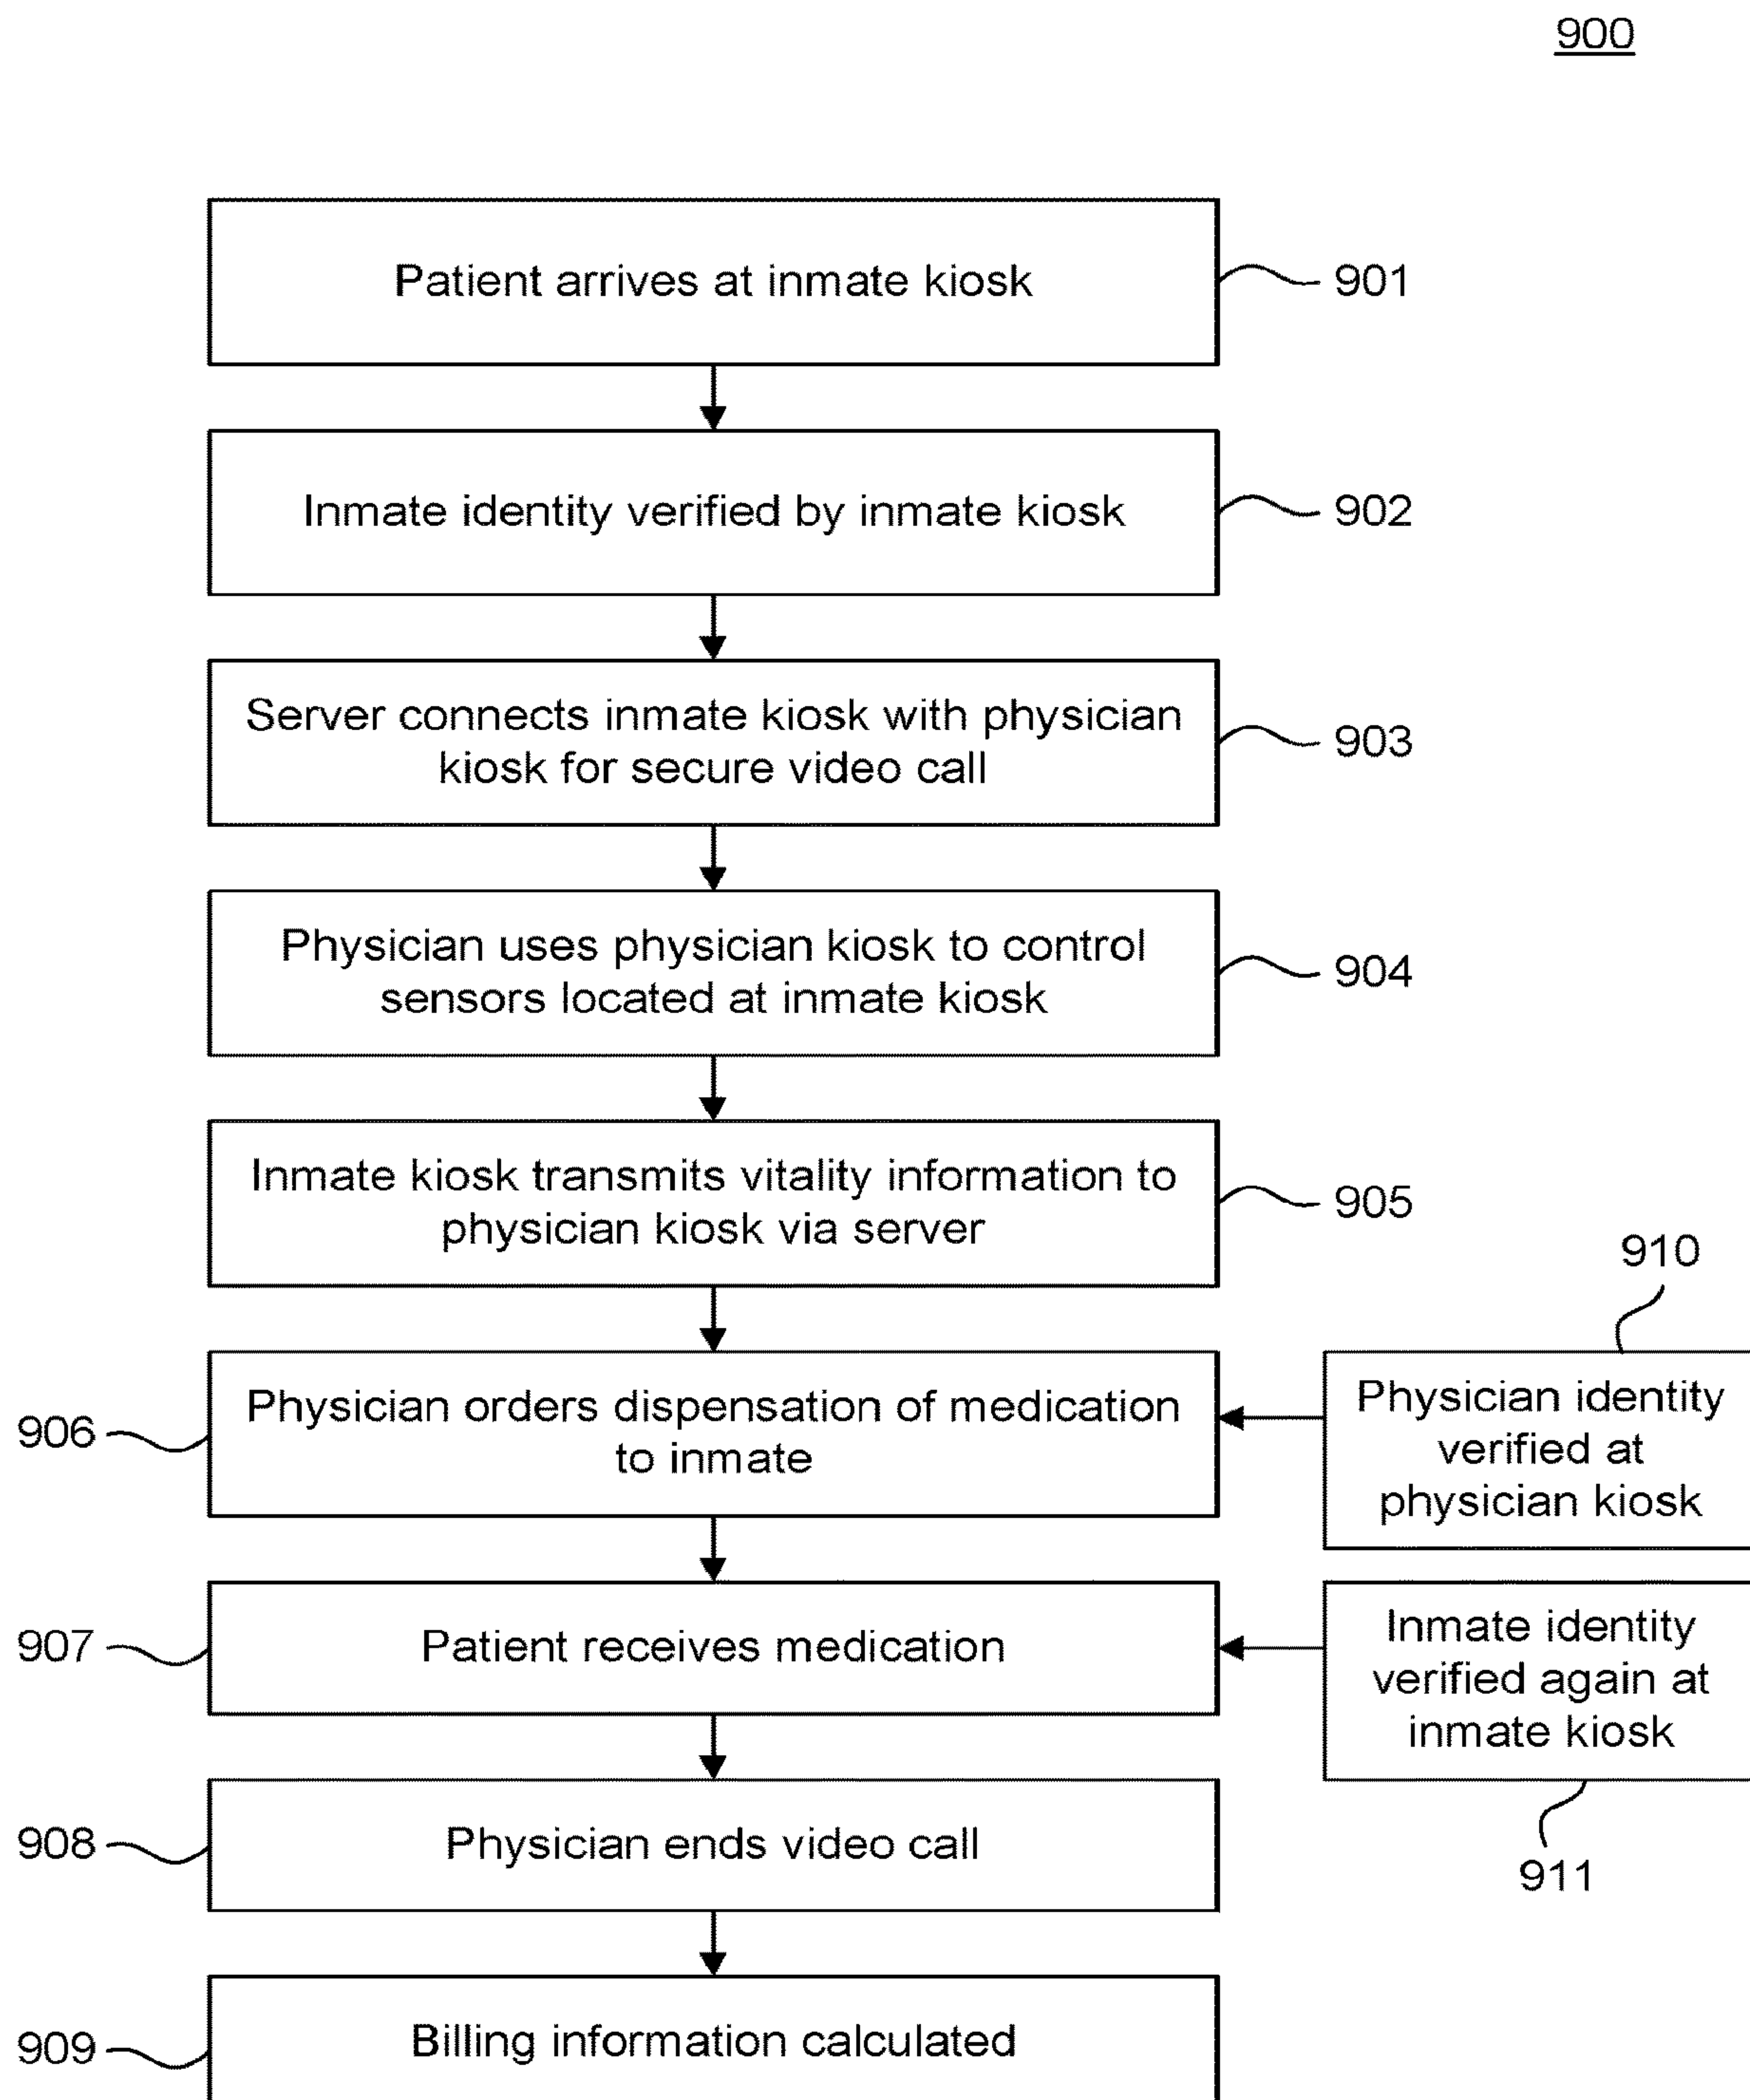 900
Patient arrives at inmate kiosk
901
Inmate identity verified by inmate kiosk
902
Server connects inmate kiosk with physician
kiosk for secure video call
903
Physician uses physician kiosk to control
sensors located at inmate kiosk
904
Inmate kiosk transmits vitality information to
physician kiosk via server
905
910
906
Physician orders dispensation of medication
to inmate
Physician identity
verified at
physician kiosk
907
Patient receives medication
Inmate identity
verified again at
inmate kiosk
911
908
Physician ends video call
909
Billing information calculated